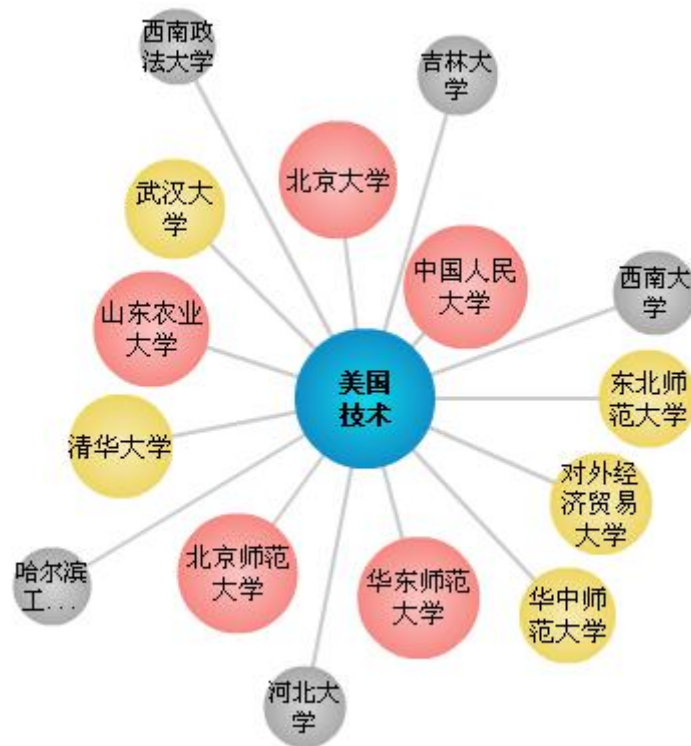 西南政
法大学
吉林大
学
北京大学
武汉大
学
中国人民
大学
西南大
学
山东农业
大学
美国
技术
东北师
范大学
清华大学
对外经
济贸易
大学
北京师范
大学
哈尔滨
工...
华东师范
大学
华中师
范大学
河北大
学